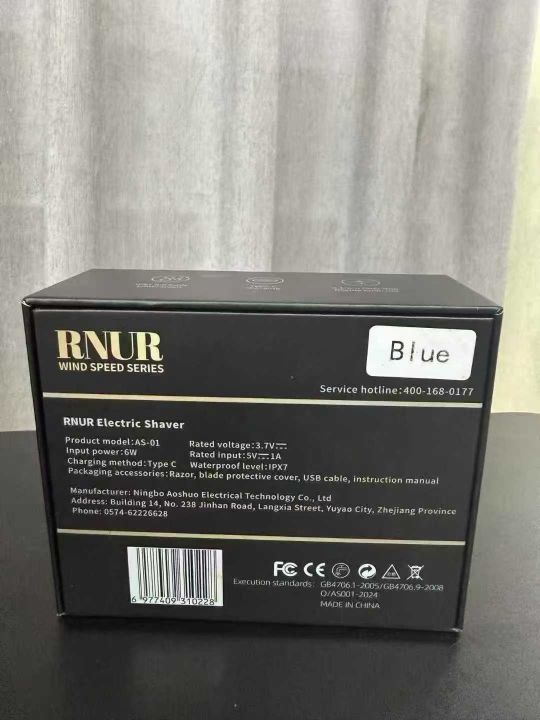 RNUR
WIND SPEED SERIES
Blue
Service hotline:400-168-0177
RNUR Electric Shaver
Product model:AS-01 Rated voltage:3.7V⎓
Input power:6W Rated input:5V⎓1A
Charging method:Type C Waterproof level:IPX7
Packaging accessories:Razor, blade protective cover, USB cable, instruction manual
Manufacturer: Ningbo Aoshuo Electrical Technology Co., Ltd
Address: Building 14, No. 238 Jinhan Road, Langxia Street, Yuyao City, Zhejiang Province
Phone: 0574-62226628
FC CE
Execution standards: GB4706.1-2005/GB4706.9-2008
Q/AS001-2024
MADE IN CHINA
6 977409 310228